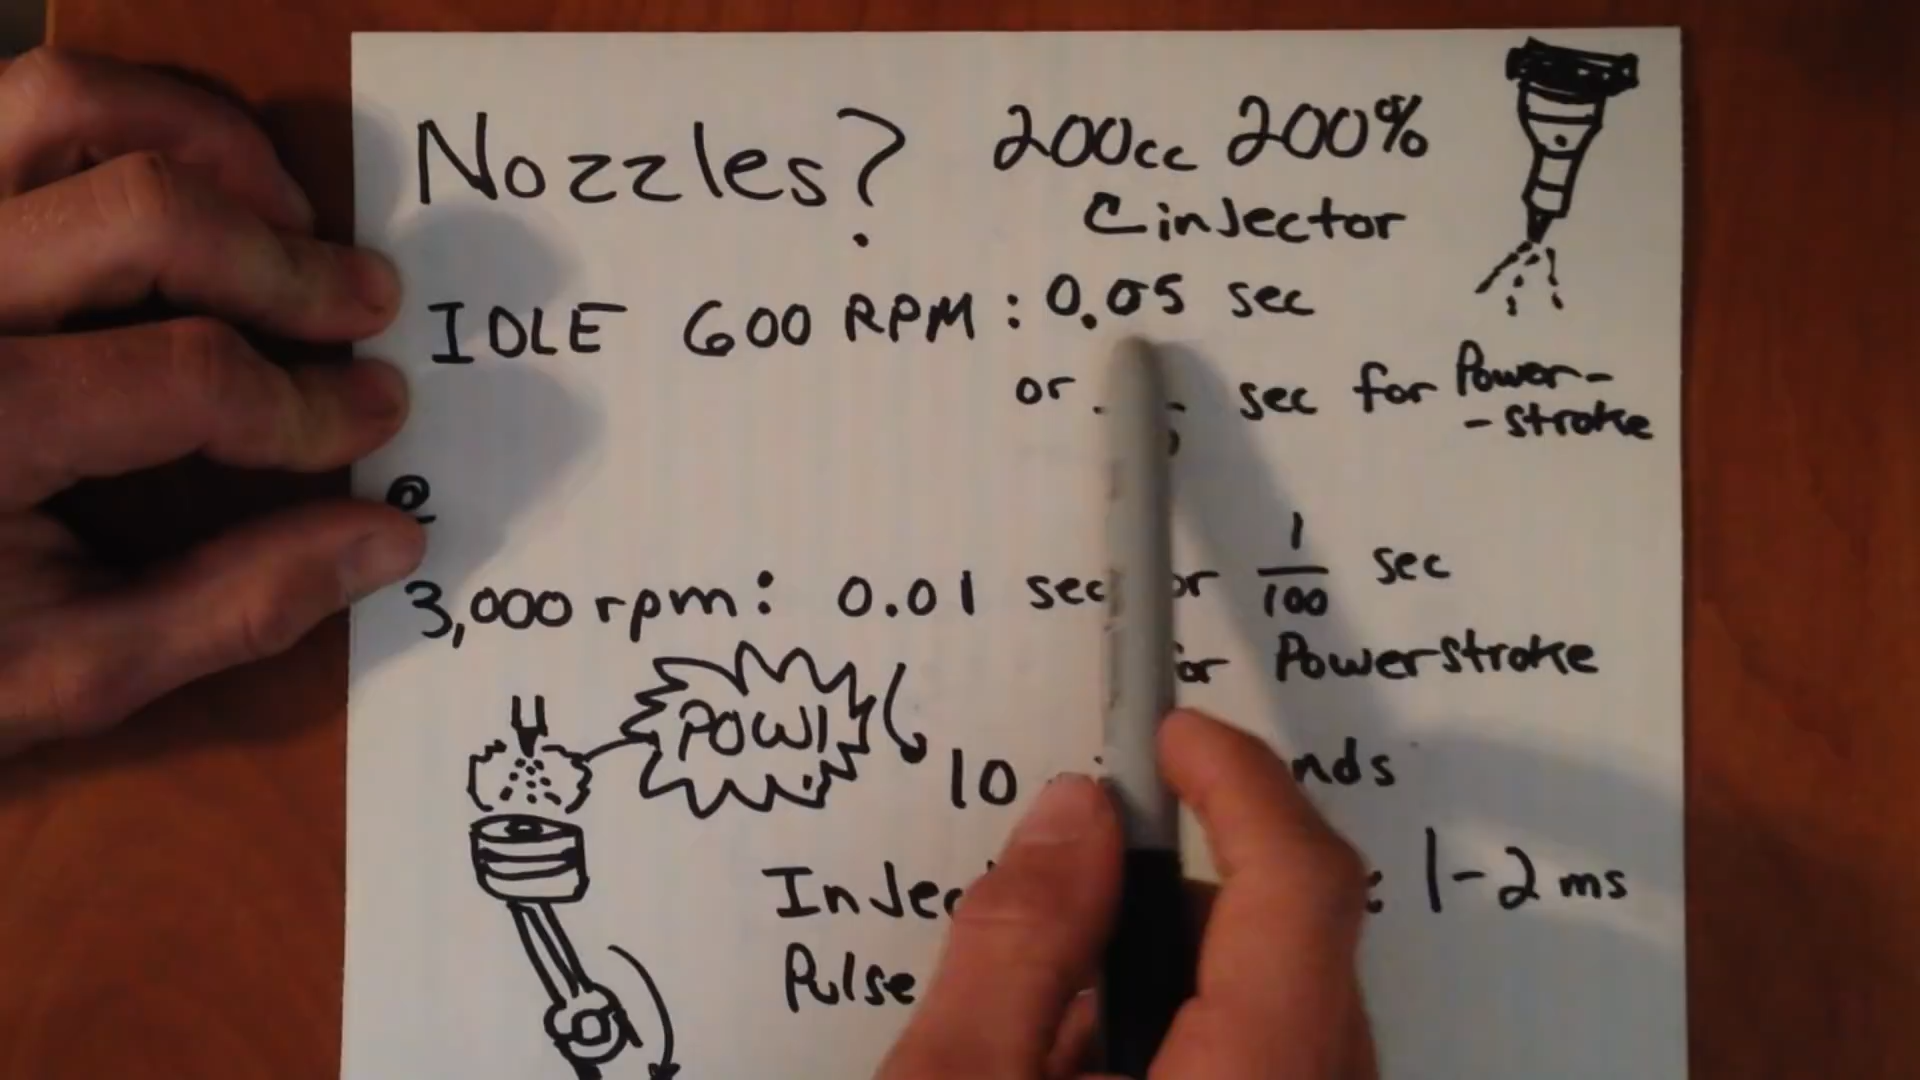 Nozzles? 200cc 200%
injector
IDLE 600 RPM: 0.05 sec
or sec for Power-
-stroke
@
3,000 rpm: 0.01 sec or 1/100 sec
for Powerstroke
POW!
10
1-2 ms
Pulse